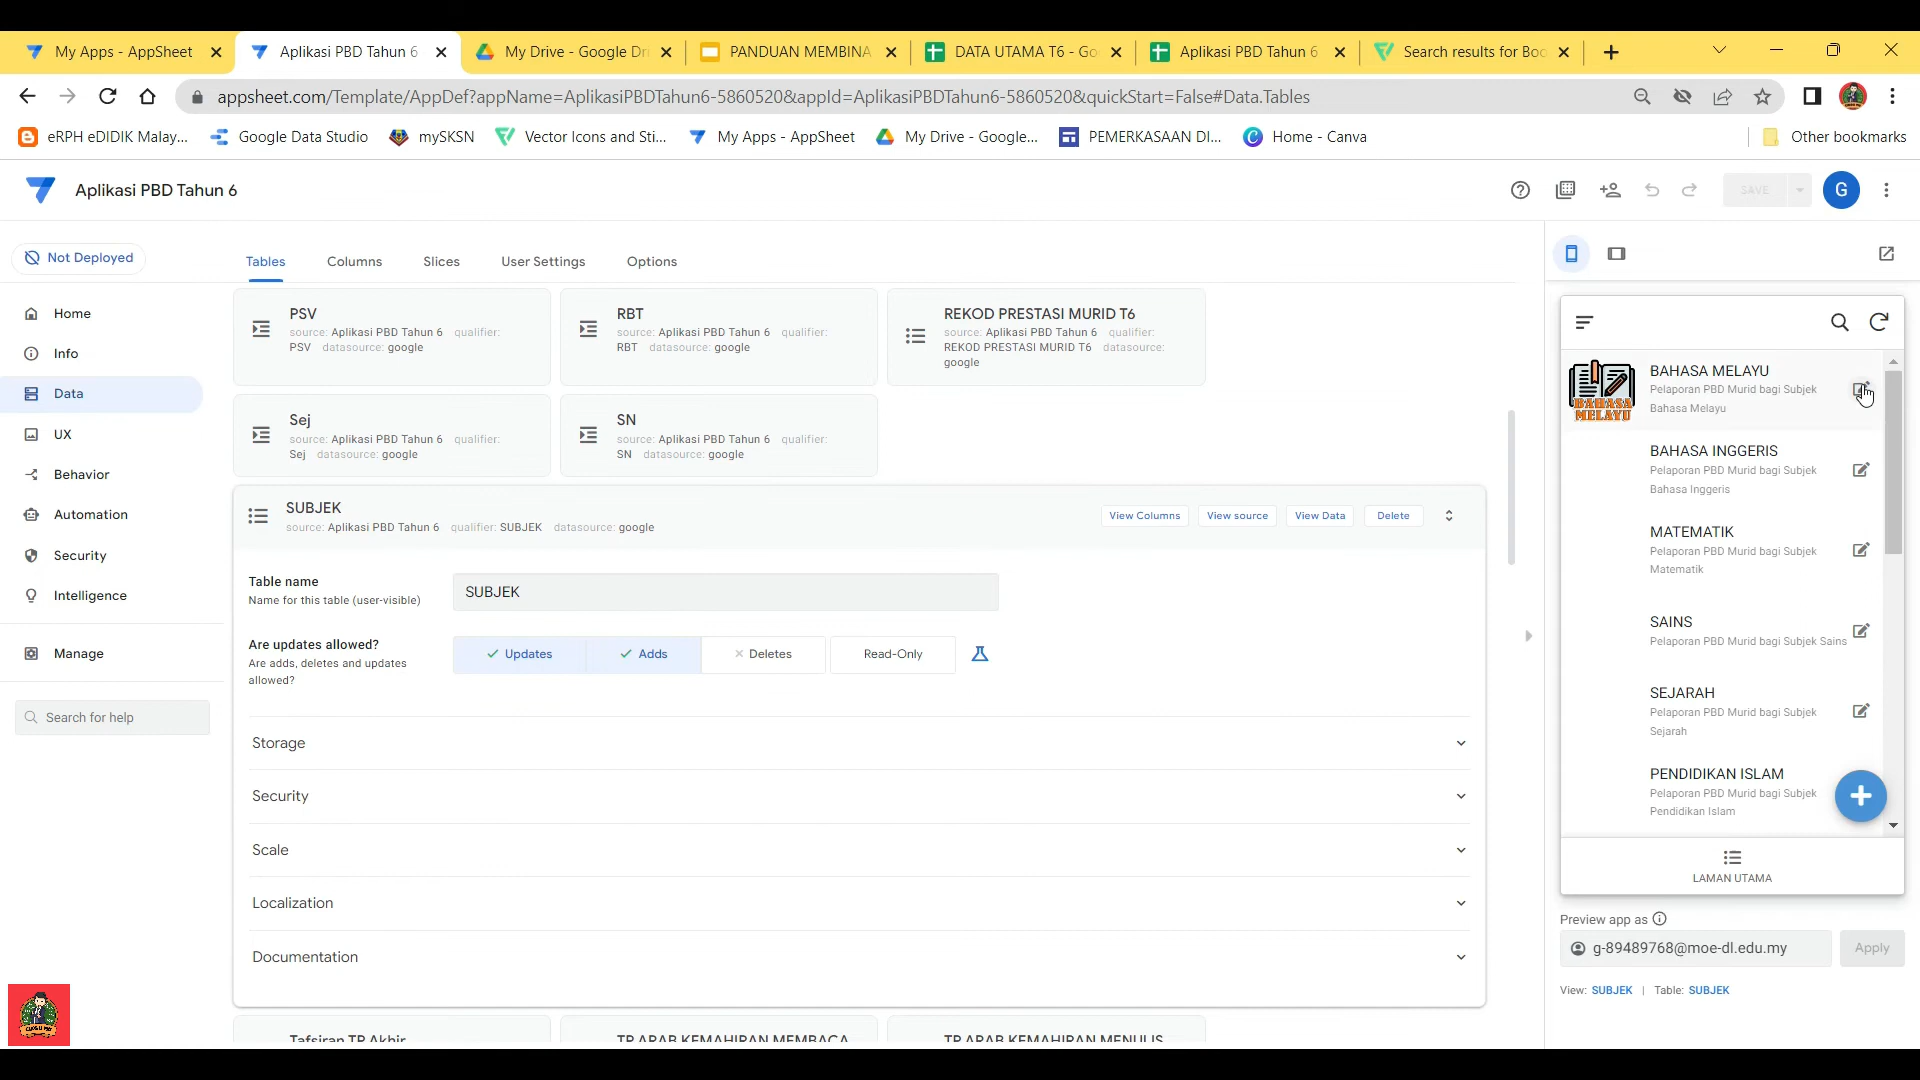 My Apps - AppSheet
Aplikasi PBD Tahun 6
My Drive - Google Dri
PANDUAN MEMBINA
DATA UTAMA T6 - Goo
Aplikasi PBD Tahun 6
Search results for Boo
appsheet.com/Template/AppDef?appName=AplikasiPBDTahun6-5860520&appId=AplikasiPBDTahun6-5860520&quickStart=False#Data.Tables
eRPH eDIDIK Malay...
Google Data Studio
mySKSN
Vector Icons and Sti...
My Apps - AppSheet
My Drive - Google...
PEMERKASAAN DI...
Home - Canva
Other bookmarks
Aplikasi PBD Tahun 6
SAVE
G
Not Deployed
Home
Info
Data
UX
Behavior
Automation
Security
Intelligence
Manage
Search for help
Tables
Columns
Slices
User Settings
Options
PSV
source: Aplikasi PBD Tahun 6 qualifier:
PSV datasource: google
RBT
source: Aplikasi PBD Tahun 6 qualifier:
RBT datasource: google
REKOD PRESTASI MURID T6
source: Aplikasi PBD Tahun 6 qualifier:
REKOD PRESTASI MURID T6 datasource:
google
Sej
source: Aplikasi PBD Tahun 6 qualifier:
Sej datasource: google
SN
source: Aplikasi PBD Tahun 6 qualifier:
SN datasource: google
SUBJEK
source: Aplikasi PBD Tahun 6 qualifier: SUBJEK datasource: google
View Columns
View source
View Data
Delete
Table name
Name for this table (user-visible)
SUBJEK
Are updates allowed?
Are adds, deletes and updates
allowed?
Updates
Adds
Deletes
Read-Only
Storage
Security
Scale
Localization
Documentation
Tafsiran TP Akhir
TP ARAB KEMAHIRAN MEMBACA
TP ARAB KEMAHIRAN MENULIS
BAHASA
MELAYU
BAHASA MELAYU
Pelaporan PBD Murid bagi Subjek
Bahasa Melayu
BAHASA INGGERIS
Pelaporan PBD Murid bagi Subjek
Bahasa Inggeris
MATEMATIK
Pelaporan PBD Murid bagi Subjek
Matematik
SAINS
Pelaporan PBD Murid bagi Subjek Sains
SEJARAH
Pelaporan PBD Murid bagi Subjek
Sejarah
PENDIDIKAN ISLAM
Pelaporan PBD Murid bagi Subjek
Pendidikan Islam
LAMAN UTAMA
Preview app as
g-89489768@moe-dl.edu.my
Apply
View: SUBJEK | Table: SUBJEK